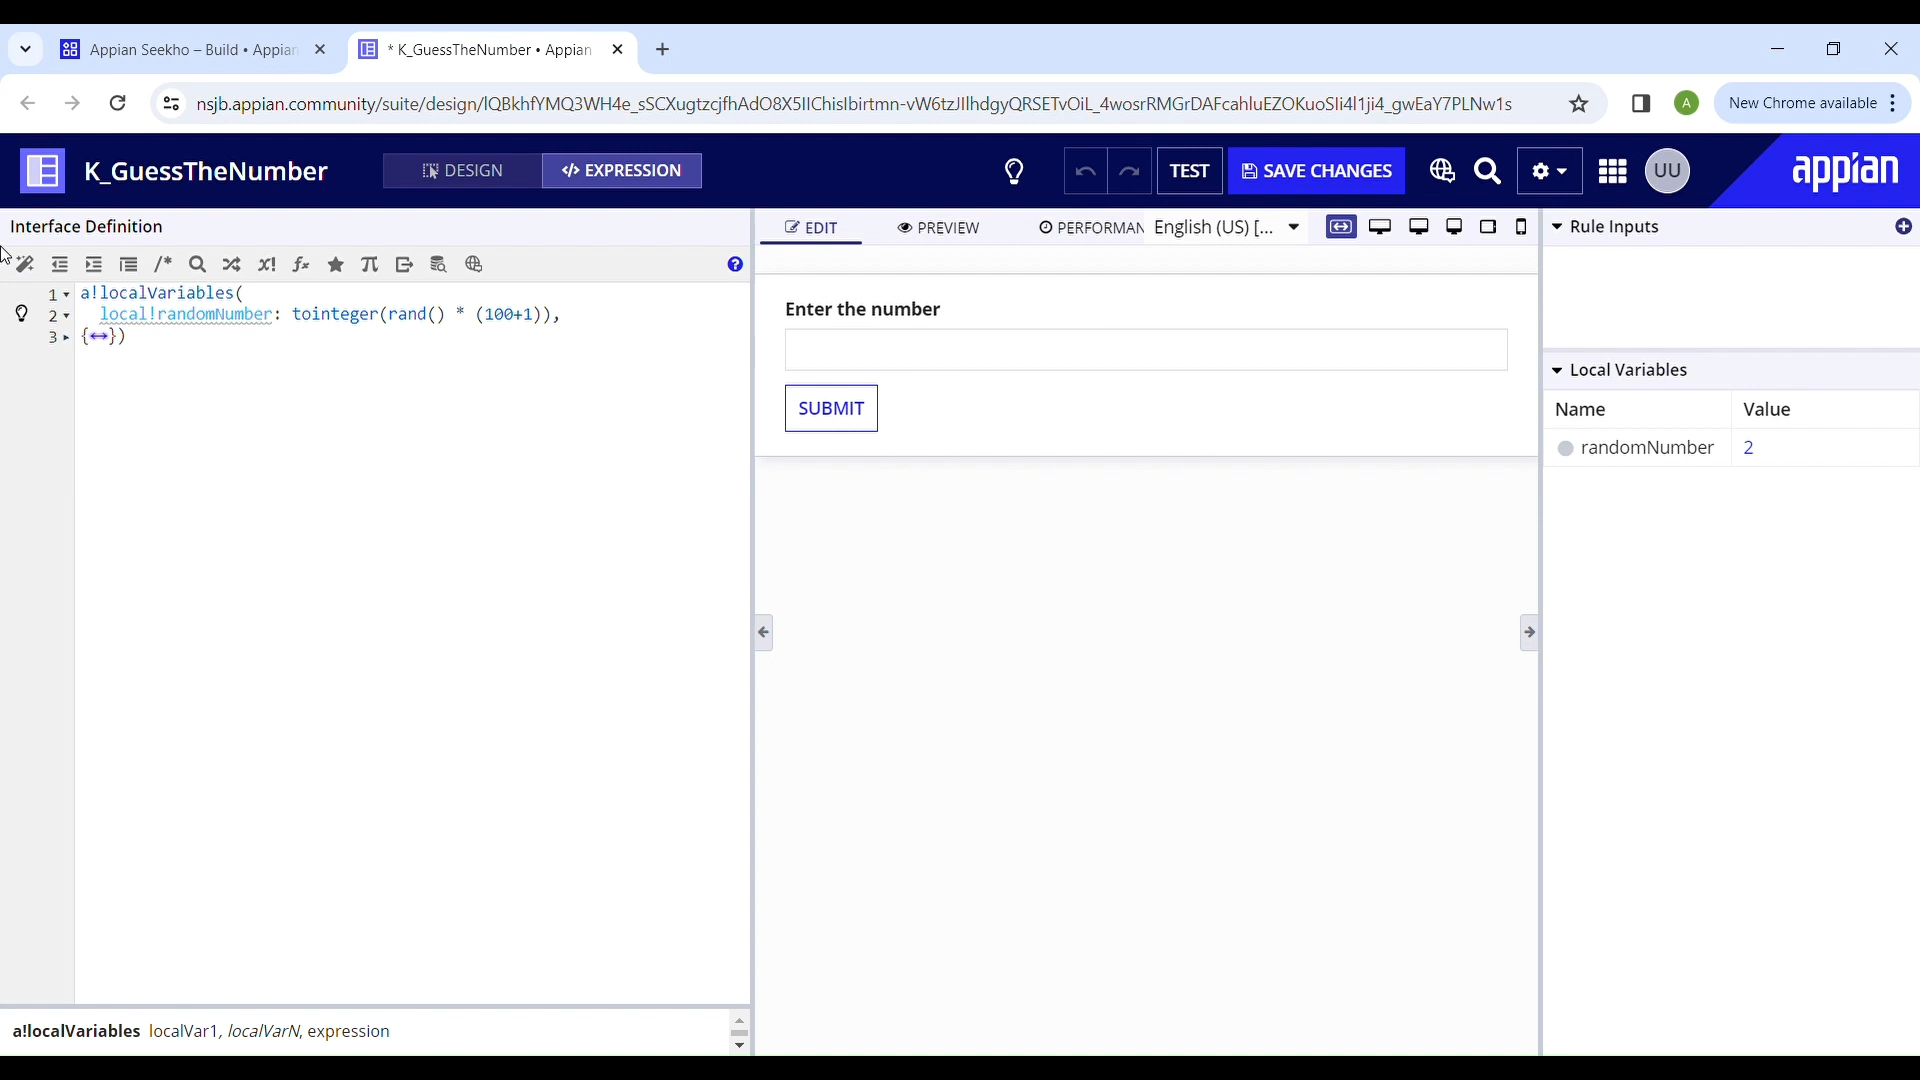 Appian Seekho – Build • Appian
* K_GuessTheNumber • Appian
nsjb.appian.community/suite/design/lQBkhfYMQ3WH4e_sSCXugtzcjfhAdO8X5IIChisIbirtmn-vW6tzJIlhdgyQRSETvOiL_4wosrRMGrDAFcahluEZOKuoSIi4l1ji4_gwEaY7PLNw1s
New Chrome available
K_GuessTheNumber
DESIGN
</> EXPRESSION
TEST
SAVE CHANGES
UU
appian
Interface Definition
EDIT
PREVIEW
PERFORMAN
English (US) [...
Rule Inputs
1 a!localVariables(
2 local!randomNumber: tointeger(rand() * (100+1)),
3 {↔})
Enter the number
SUBMIT
Local Variables
Name Value
randomNumber 2
a!localVariables localVar1, localVarN, expression